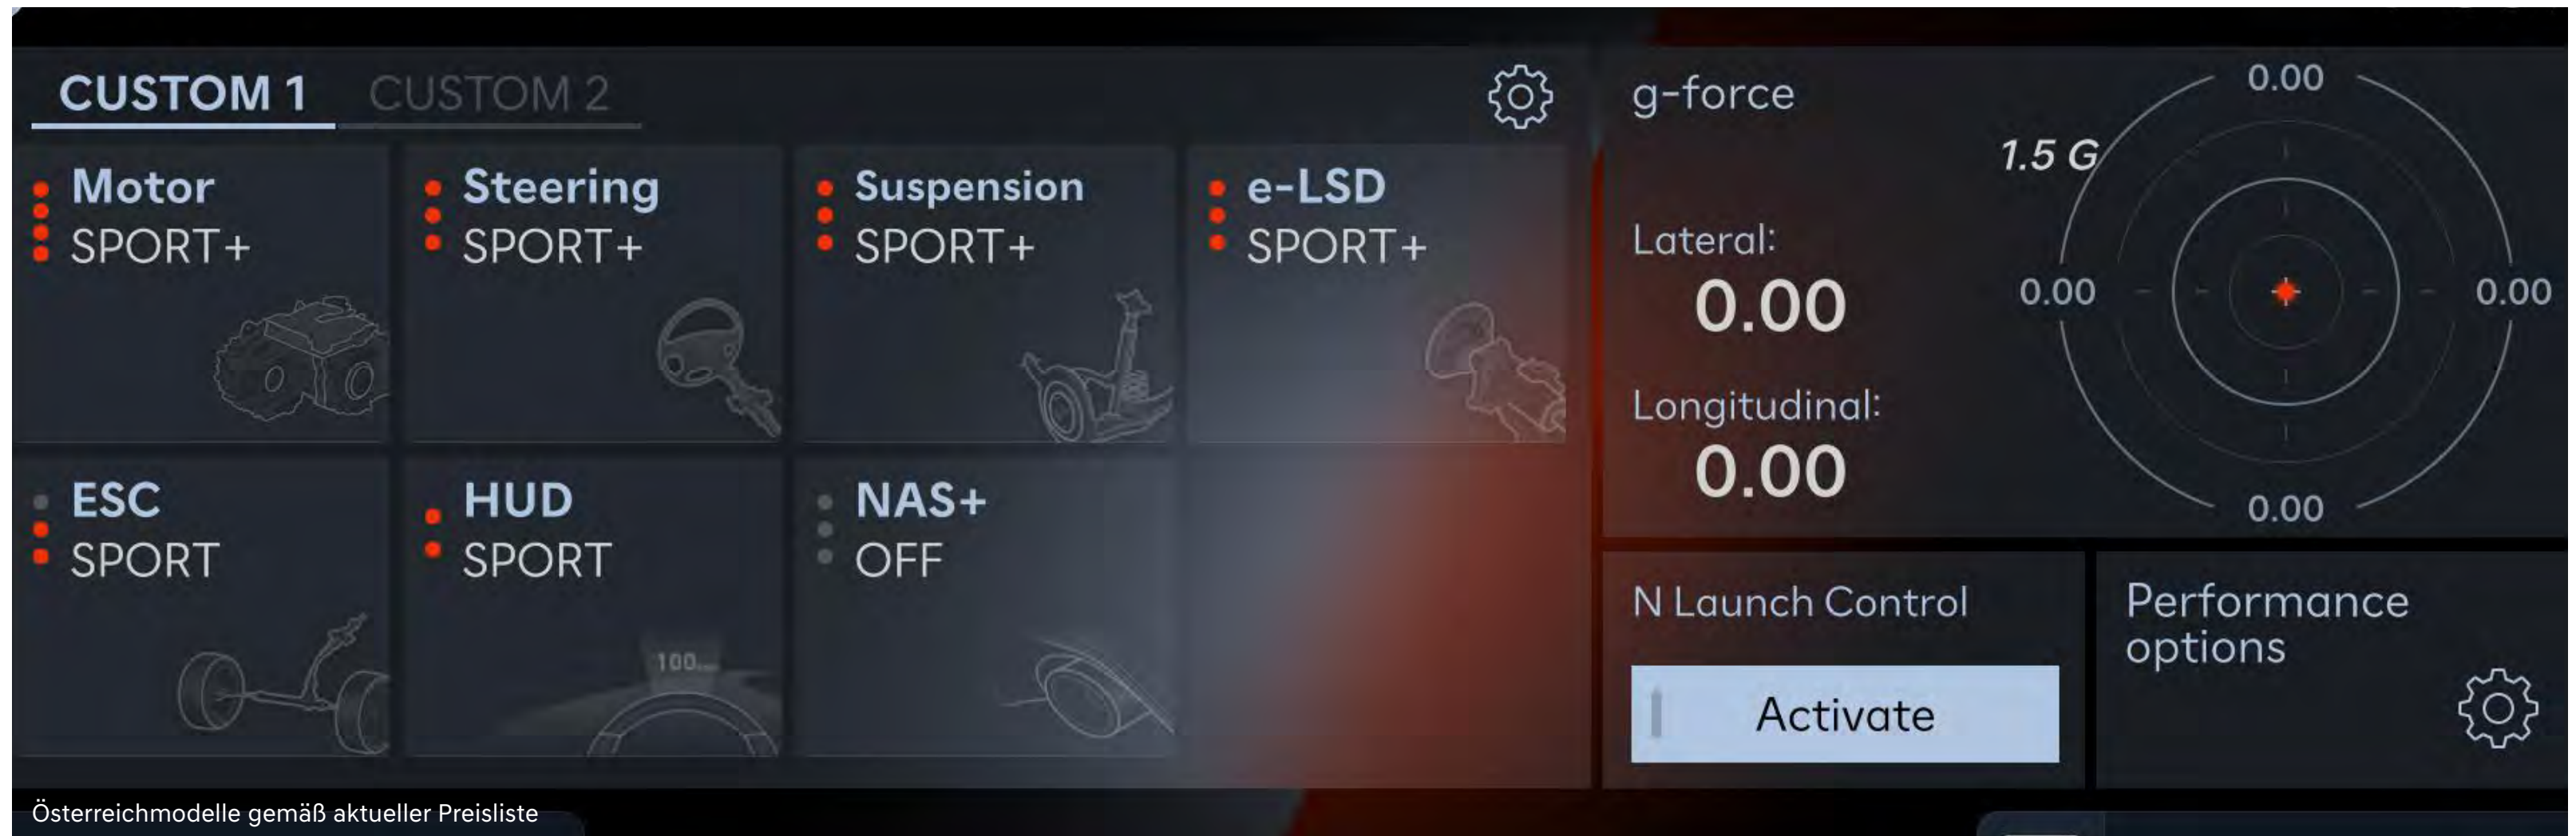 CUSTOM 1 CUSTOM 2
Motor
SPORT+
Steering
SPORT+
Suspension
SPORT+
e-LSD
SPORT+
ESC
SPORT
HUD
SPORT
100
NAS+
OFF
g-force
1.5 G
0.00
0.00
0.00
0.00
Lateral:
0.00
Longitudinal:
0.00
N Launch Control
Activate
Performance
options
Österreichmodelle gemäß aktueller Preisliste